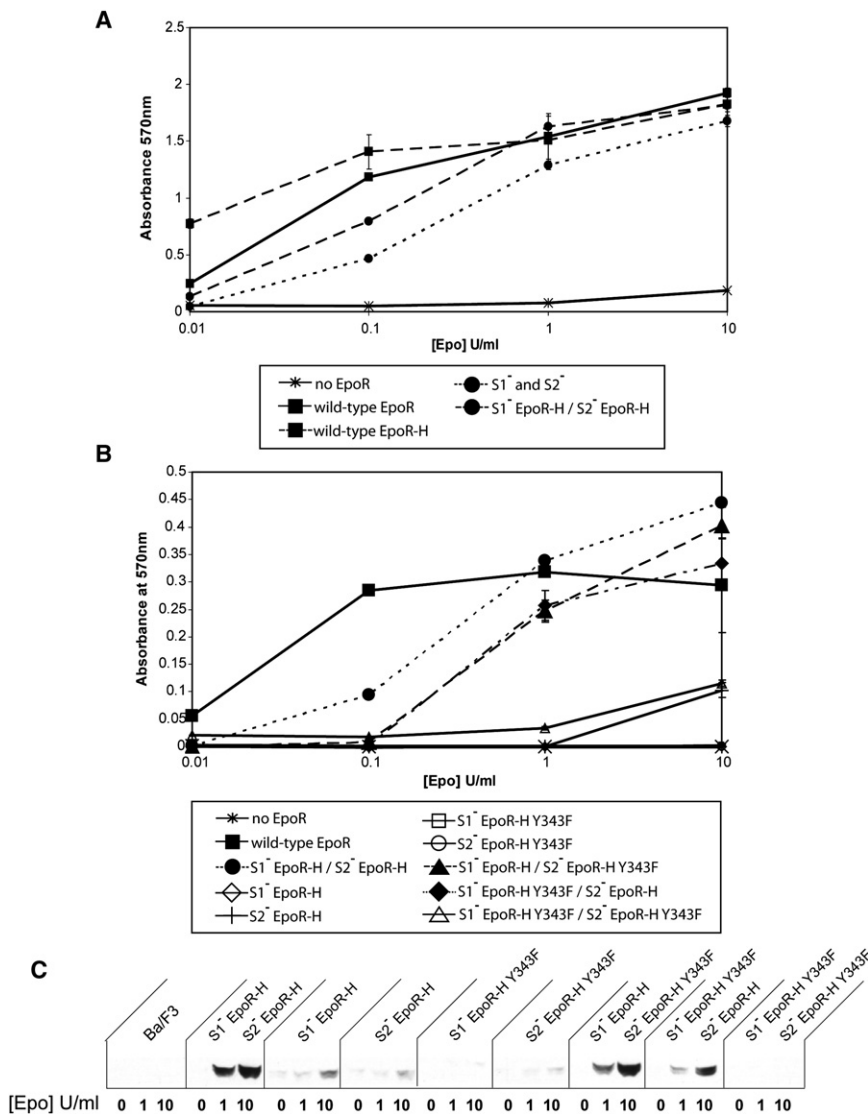 A
2.5
2
1.5
1
0.5
0
Absorbance 570nm
0.01 0.1 1 10
[Epo] U/ml
no EpoR
wild-type EpoR
wild-type EpoR-H
S1⁻ and S2⁻
S1⁻ EpoR-H / S2⁻ EpoR-H
B
0.5
0.45
0.4
0.35
0.3
0.25
0.2
0.15
0.1
0.05
0
Absorbance at 570nm
0.01 0.1 1 10
[Epo] U/ml
no EpoR
wild-type EpoR
S1⁻ EpoR-H / S2⁻ EpoR-H
S1⁻ EpoR-H
S2⁻ EpoR-H
S1⁻ EpoR-H Y343F
S2⁻ EpoR-H Y343F
S1⁻ EpoR-H / S2⁻ EpoR-H Y343F
S1⁻ EpoR-H Y343F / S2⁻ EpoR-H
S1⁻ EpoR-H Y343F / S2⁻ EpoR-H Y343F
C
Ba/F3
S1⁻ EpoR-H
S2⁻ EpoR-H
S1⁻ EpoR-H
S2⁻ EpoR-H
S1⁻ EpoR-H Y343F
S2⁻ EpoR-H Y343F
S1⁻ EpoR-H
S2⁻ EpoR-H Y343F
S1⁻ EpoR-H Y343F
S2⁻ EpoR-H
S1⁻ EpoR-H Y343F
S2⁻ EpoR-H Y343F
[Epo] U/ml 0 1 10 0 1 10 0 1 10 0 1 10 0 1 10 0 1 10 0 1 10 0 1 10 0 1 10